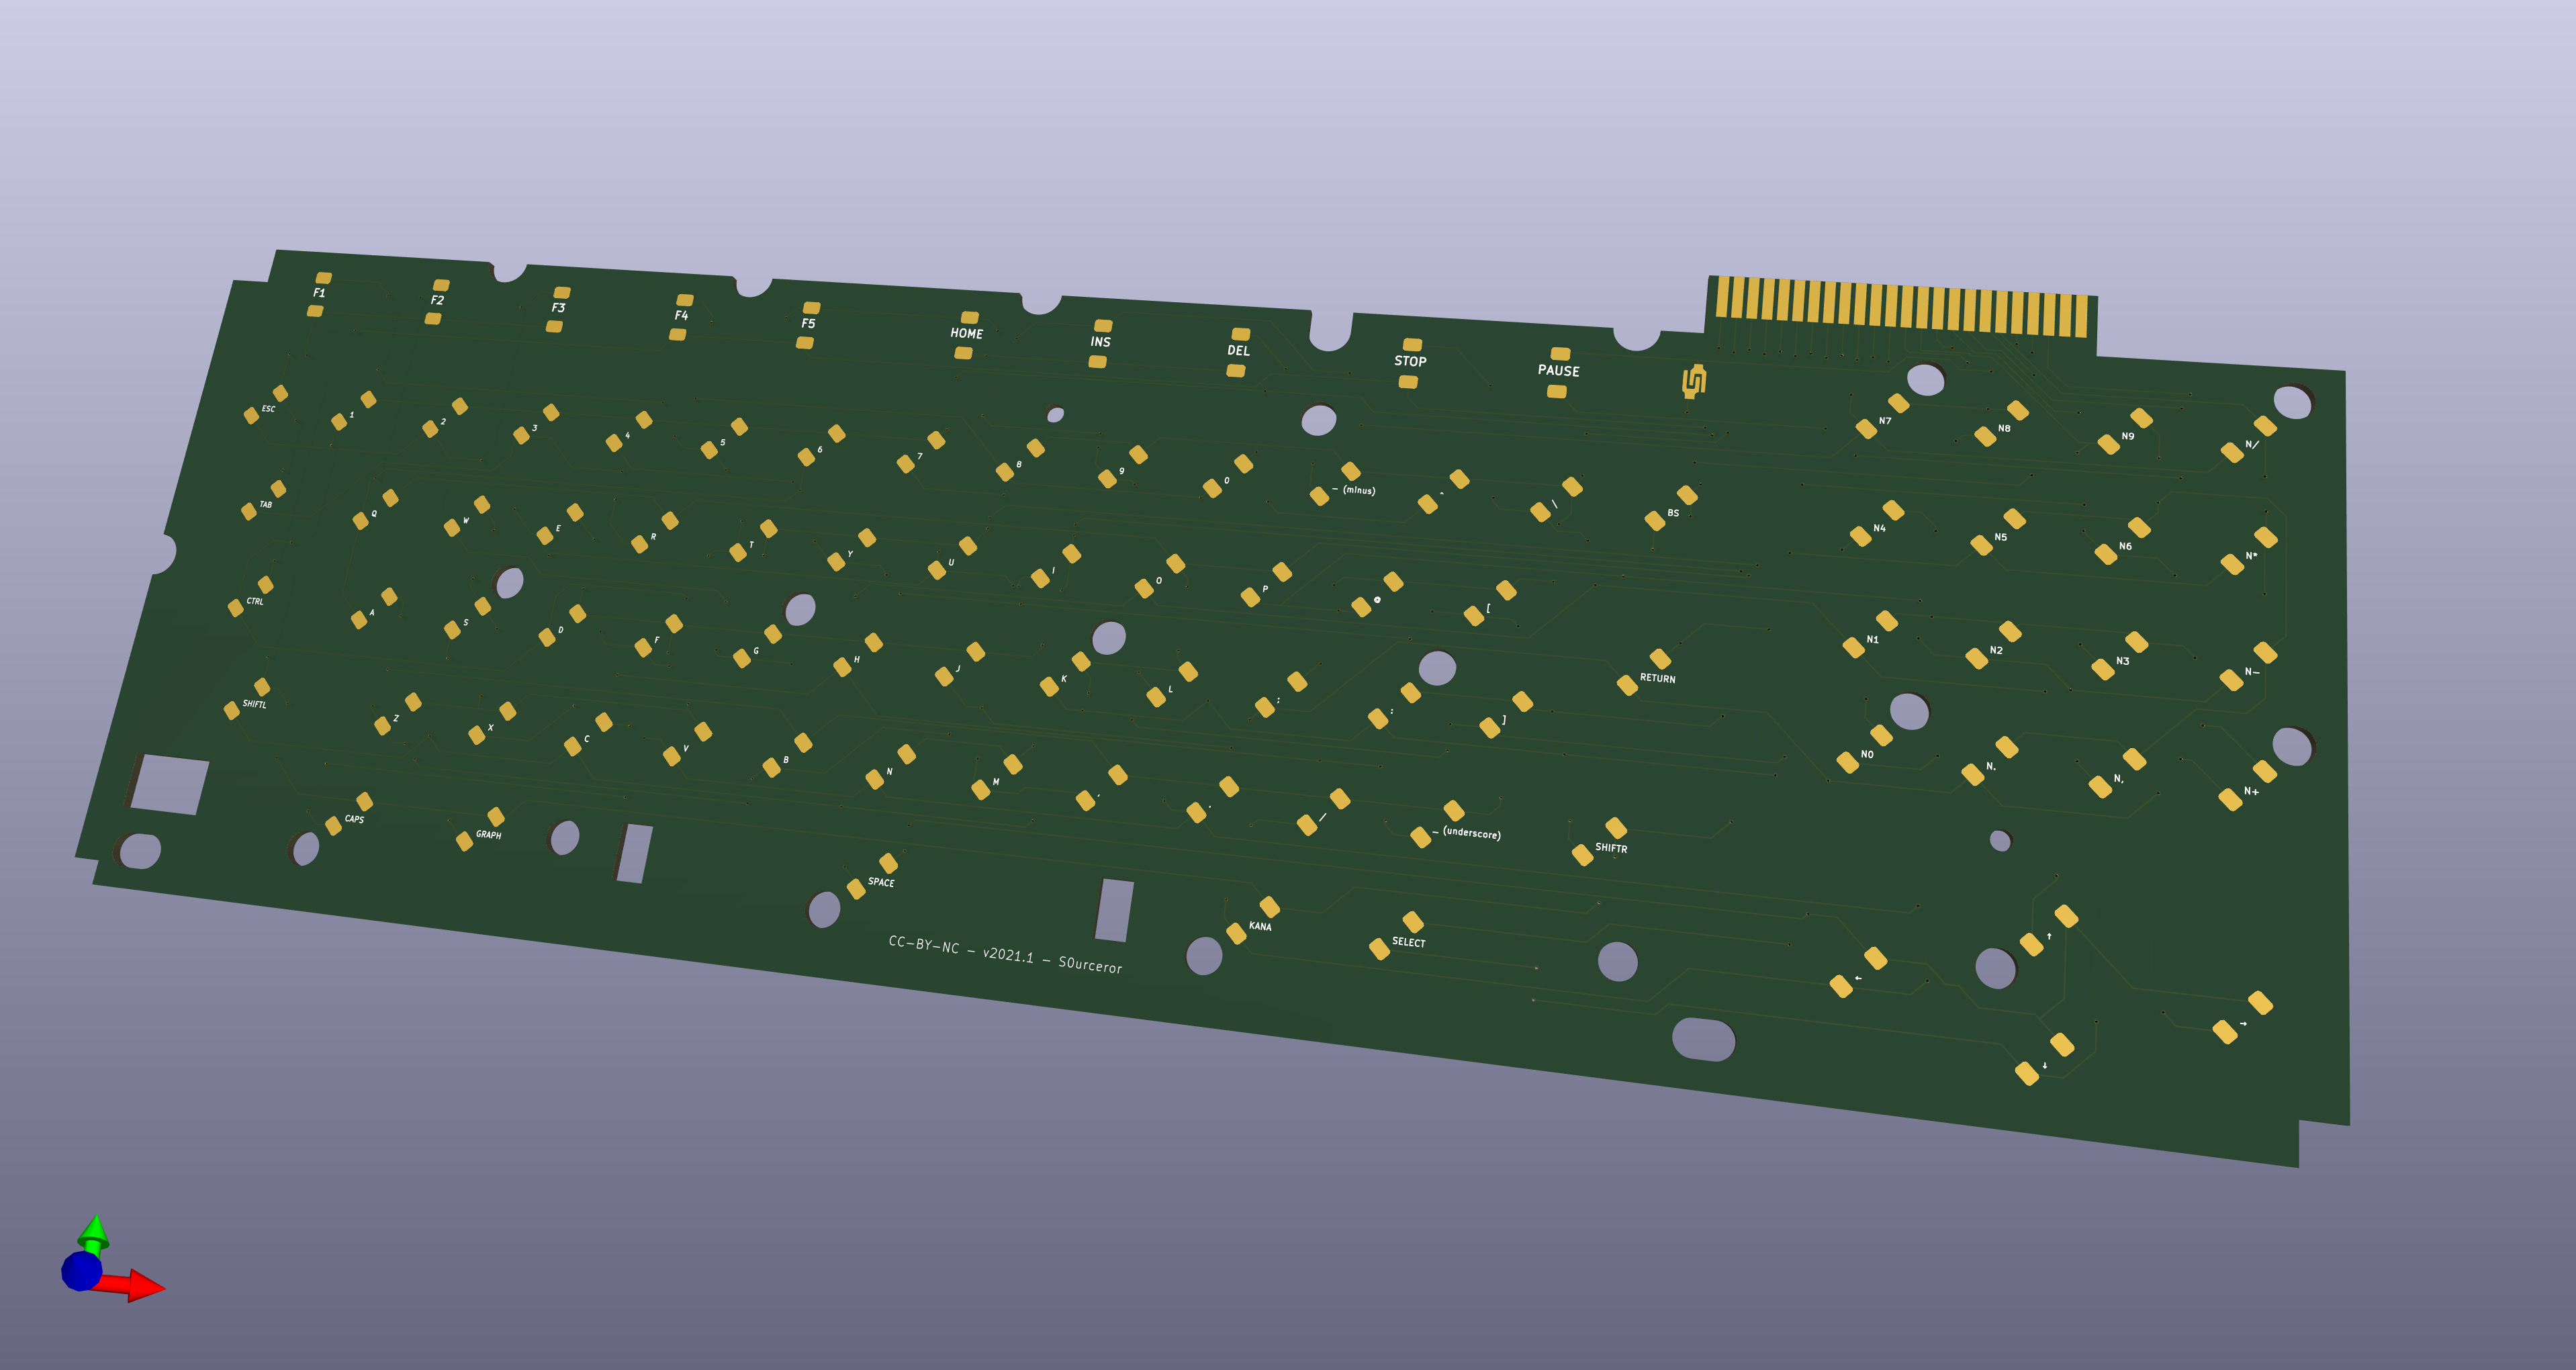 F1 F2 F3 F4 F5 HOME INS DEL STOP PAUSE
ESC 1 2 3 4 5 6 7 8 9 0 — (minus) ^ \ BS N7 N8 N9 N/
TAB Q W E R T Y U I O P @ [ N4 N5 N6 N*
CTRL A S D F G H J K L ; : ] RETURN N1 N2 N3 N—
SHIFTL Z X C V B N M , . / — (underscore) SHIFTR N0 N. N, N+
CAPS GRAPH SPACE KANA SELECT ← ↑ ↓ →
CC—BY—NC — v2021.1 — S0urceror